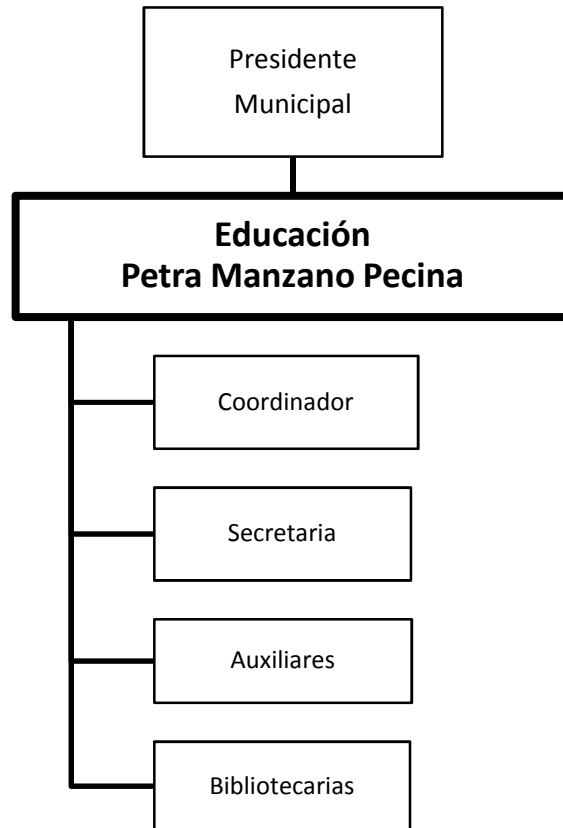 Presidente
Municipal
Educación
Petra Manzano Pecina
Coordinador
Secretaria
Auxiliares
Bibliotecarias